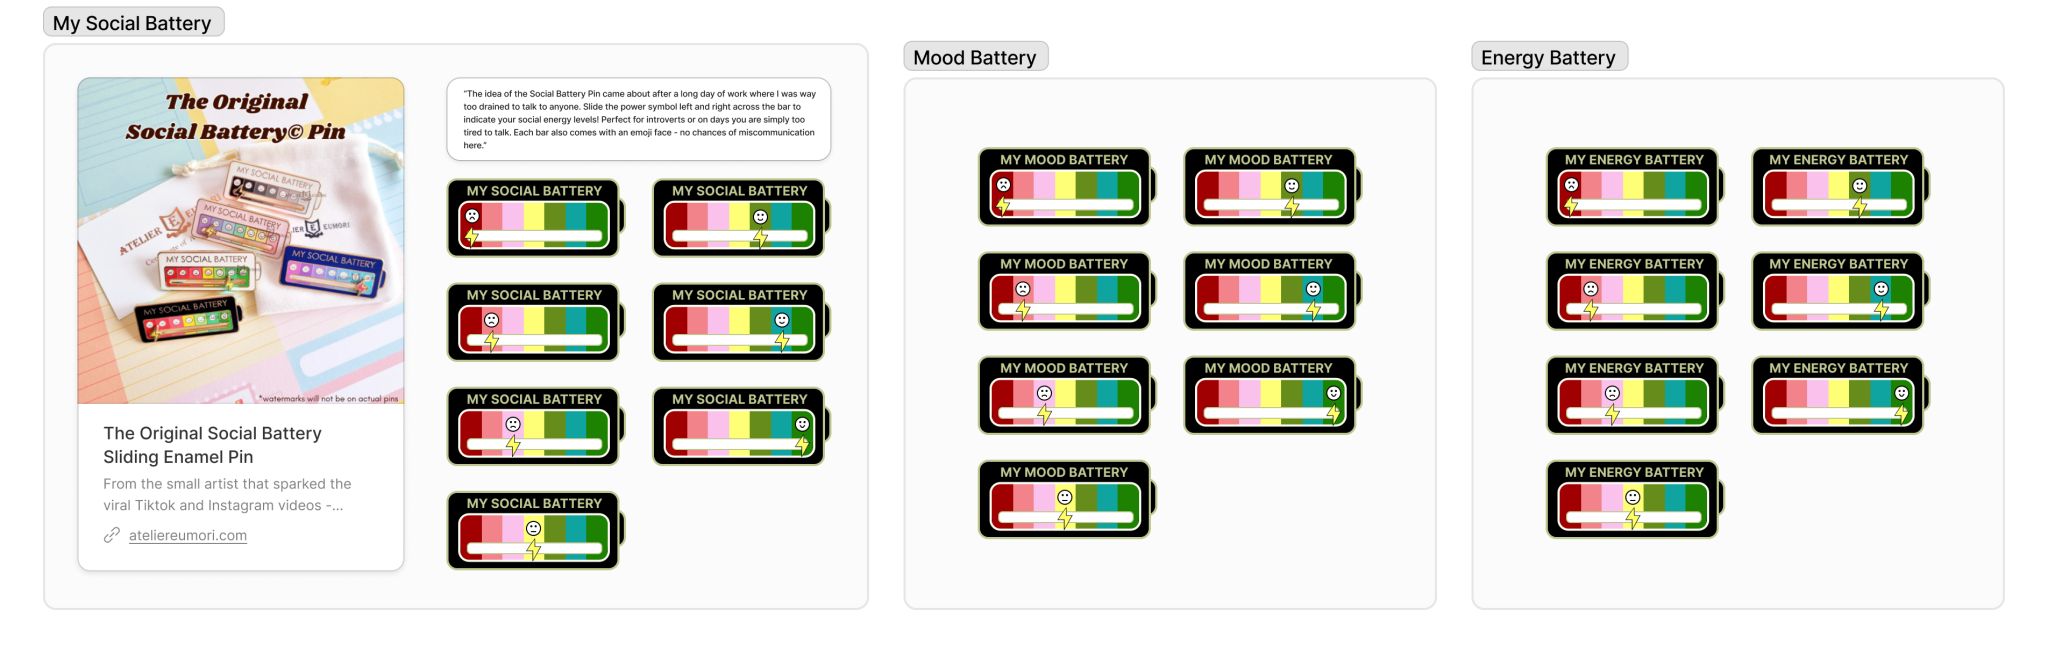 My Social Battery
The Original
Social Battery© Pin
MY SOCIAL BATTERY
MY SOCIAL BATTERY
MY SOCIAL BATTERY
MY SOCIAL BATTERY
MY SOCIAL BATTERY
ATELIER
EUMORI
*watermarks will not be on actual pins
The Original Social Battery
Sliding Enamel Pin
From the small artist that sparked the
viral Tiktok and Instagram videos -...
ateliereumori.com
"The idea of the Social Battery Pin came about after a long day of work where I was way
too drained to talk to anyone. Slide the power symbol left and right across the bar to
indicate your social energy levels! Perfect for introverts or on days you are simply too
tired to talk. Each bar also comes with an emoji face - no chances of miscommunication
here."
MY SOCIAL BATTERY
MY SOCIAL BATTERY
MY SOCIAL BATTERY
MY SOCIAL BATTERY
MY SOCIAL BATTERY
MY SOCIAL BATTERY
MY SOCIAL BATTERY
Mood Battery
MY MOOD BATTERY
MY MOOD BATTERY
MY MOOD BATTERY
MY MOOD BATTERY
MY MOOD BATTERY
MY MOOD BATTERY
MY MOOD BATTERY
Energy Battery
MY ENERGY BATTERY
MY ENERGY BATTERY
MY ENERGY BATTERY
MY ENERGY BATTERY
MY ENERGY BATTERY
MY ENERGY BATTERY
MY ENERGY BATTERY